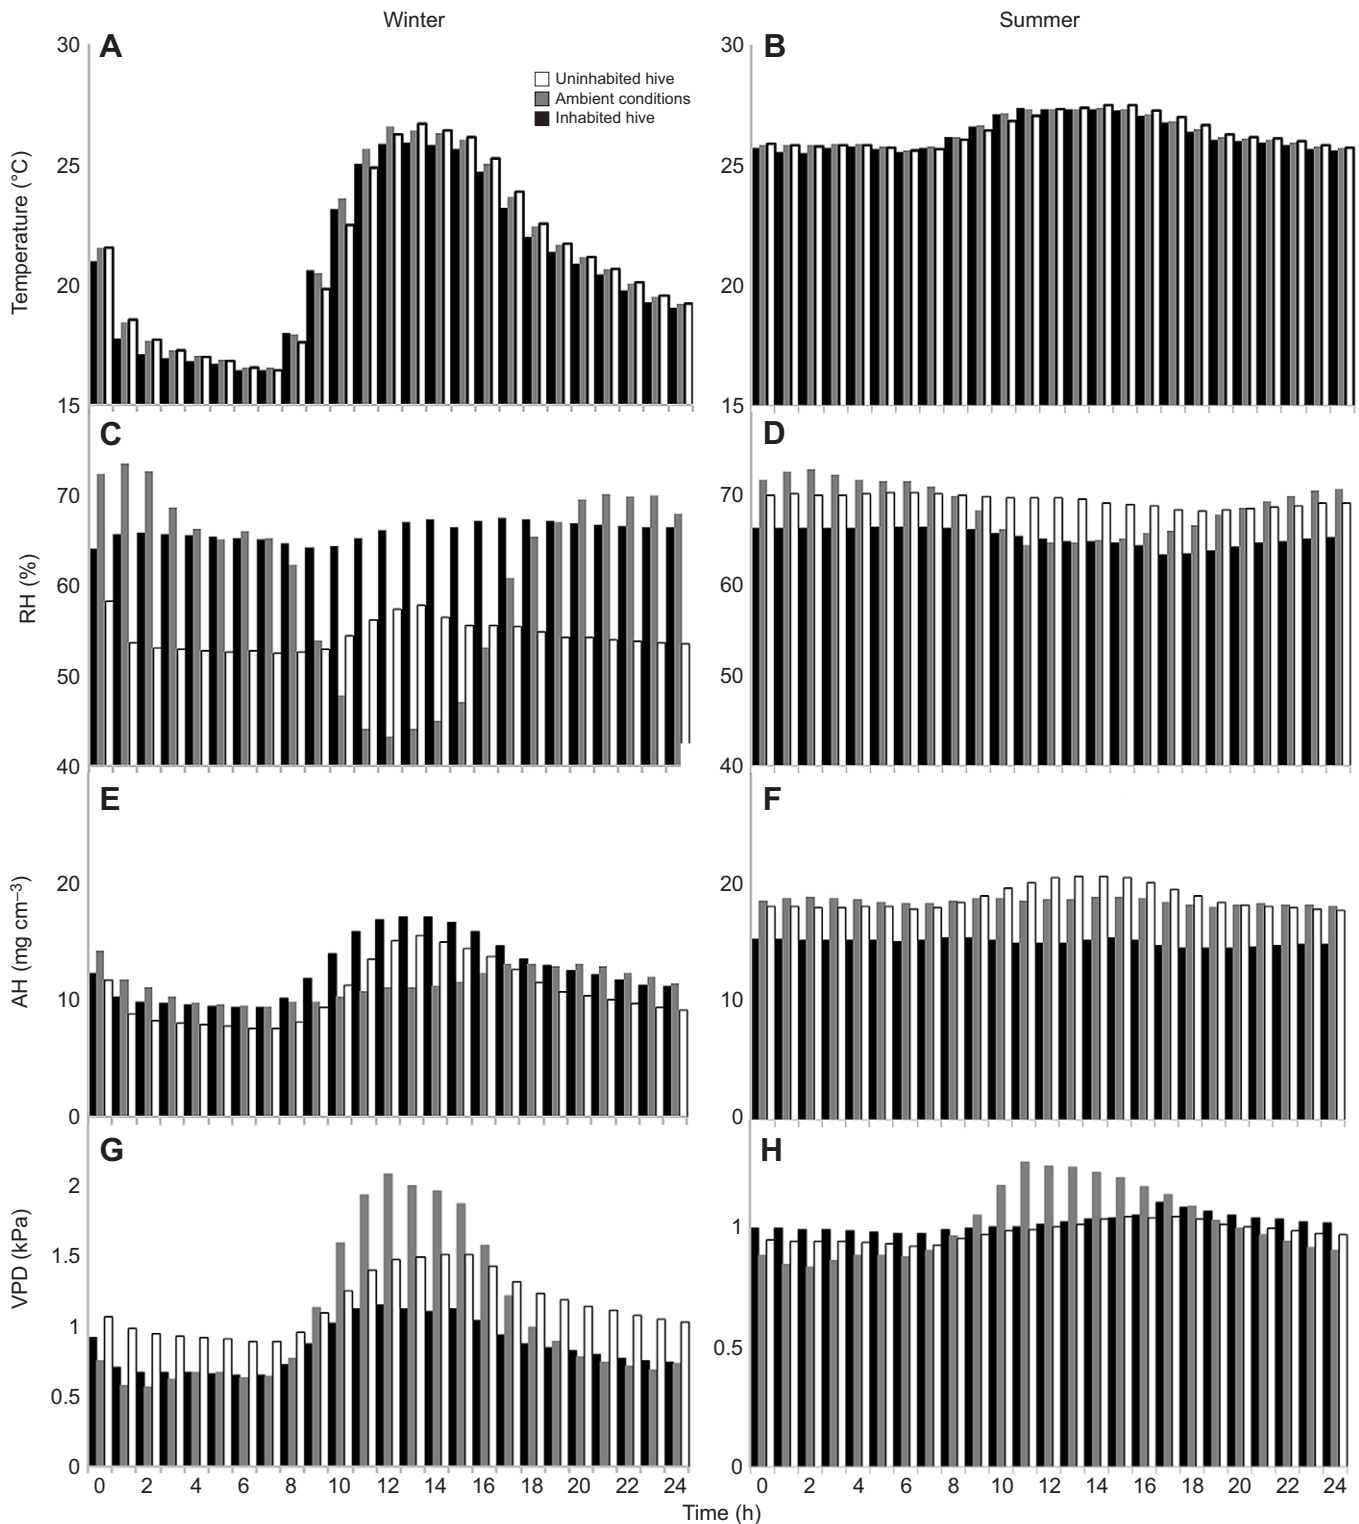 Winter
Summer
A
B
30
25
20
15
Temperature (°C)
Uninhabited hive
Ambient conditions
Inhabited hive
30
25
20
15
C
D
70
60
50
40
RH (%)
70
60
50
40
E
F
20
10
0
AH (mg cm⁻³)
20
10
0
G
H
2
1.5
1
0.5
0
VPD (kPa)
1
0.5
0
0 2 4 6 8 10 12 14 16 18 20 22 24
0 2 4 6 8 10 12 14 16 18 20 22 24
Time (h)